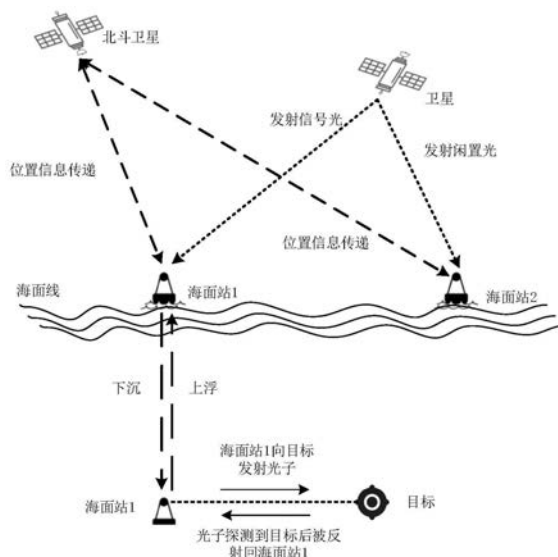 北斗卫星
卫星
发射信号光
发射闲置光
位置信息传递
位置信息传递
海面线
海面站1
海面站2
下沉
上浮
海面站1向目标
发射光子
海面站1
目标
光子探测到目标后被反
射回海面站1